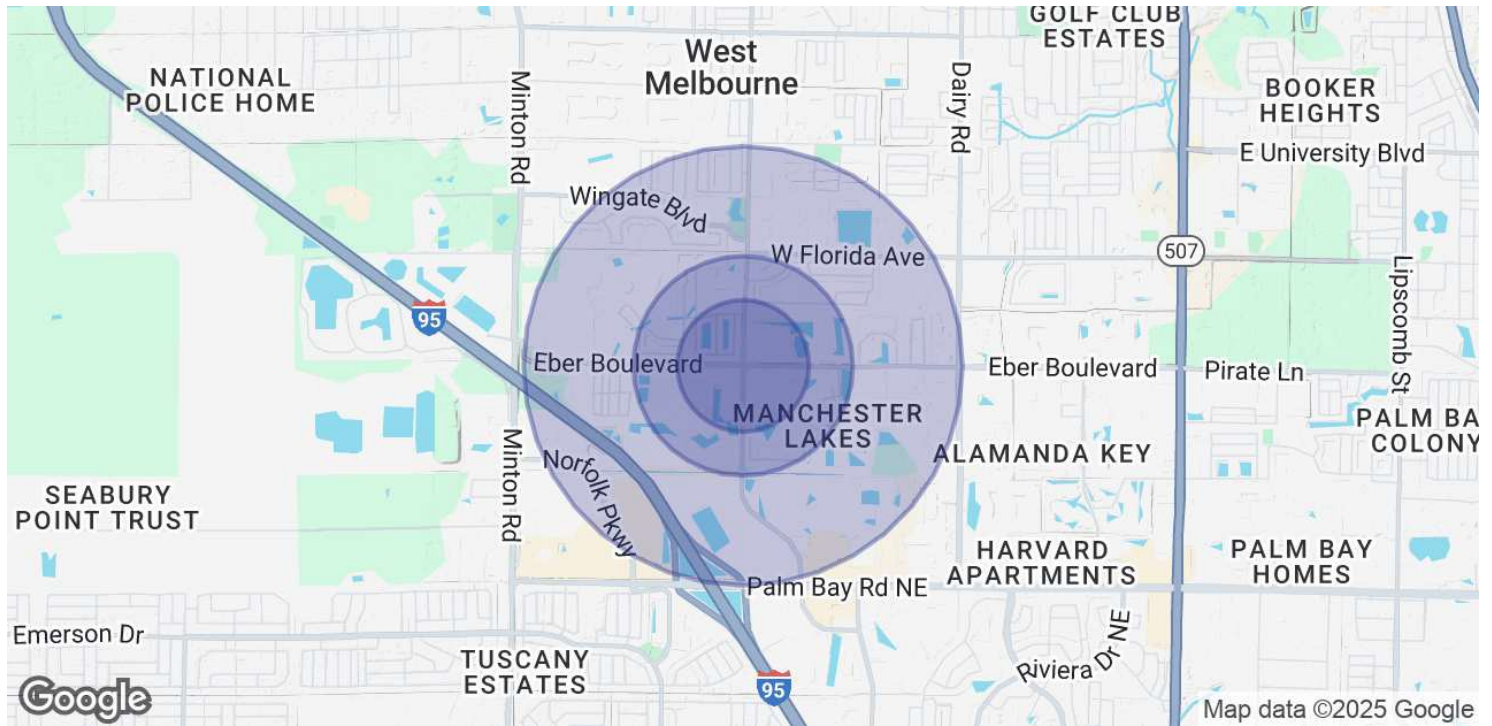 GOLF CLUB
ESTATES
West
Melbourne
NATIONAL
POLICE HOME
Minton Rd
Dairy Rd
BOOKER
HEIGHTS
E University Blvd
Wingate Blvd
W Florida Ave
507
Lipscomb St
95
Eber Boulevard
Eber Boulevard
Pirate Ln
MANCHESTER
LAKES
PALM BA
COLONY
ALAMANDA KEY
Minton Rd
Norfolk Pkwy
SEABURY
POINT TRUST
HARVARD
APARTMENTS
PALM BAY
HOMES
Palm Bay Rd NE
Emerson Dr
TUSCANY
ESTATES
Riviera Dr NE
95
Google
Map data ©2025 Google